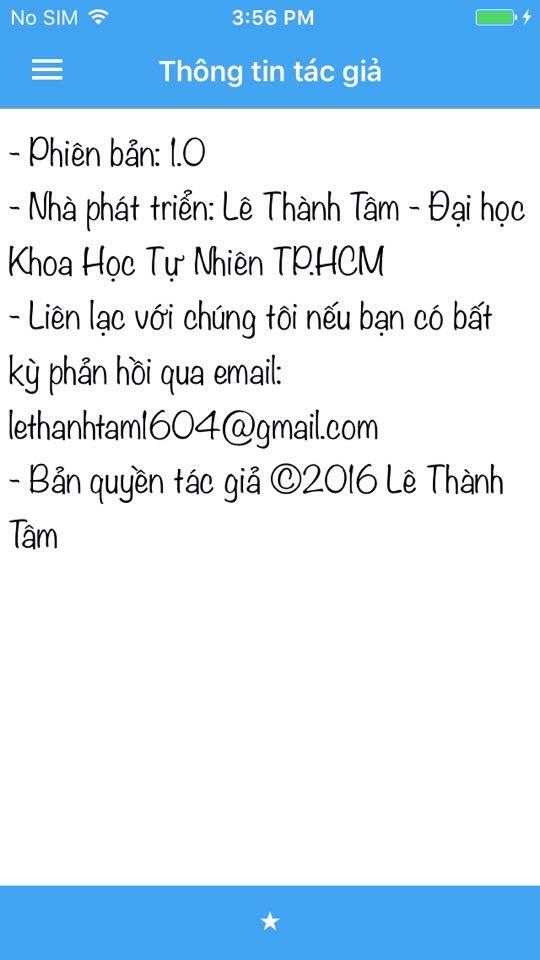 No SIM 3:56 PM
Thông tin tác giả
- Phiên bản: 1.0
- Nhà phát triển: Lê Thành Tâm - Đại học
Khoa Học Tự Nhiên TP.HCM
- Liên lạc với chúng tôi nếu bạn có bất
kỳ phản hồi qua email:
lethanhtam1604@gmail.com
- Bản quyền tác giả ©2016 Lê Thành
Tâm